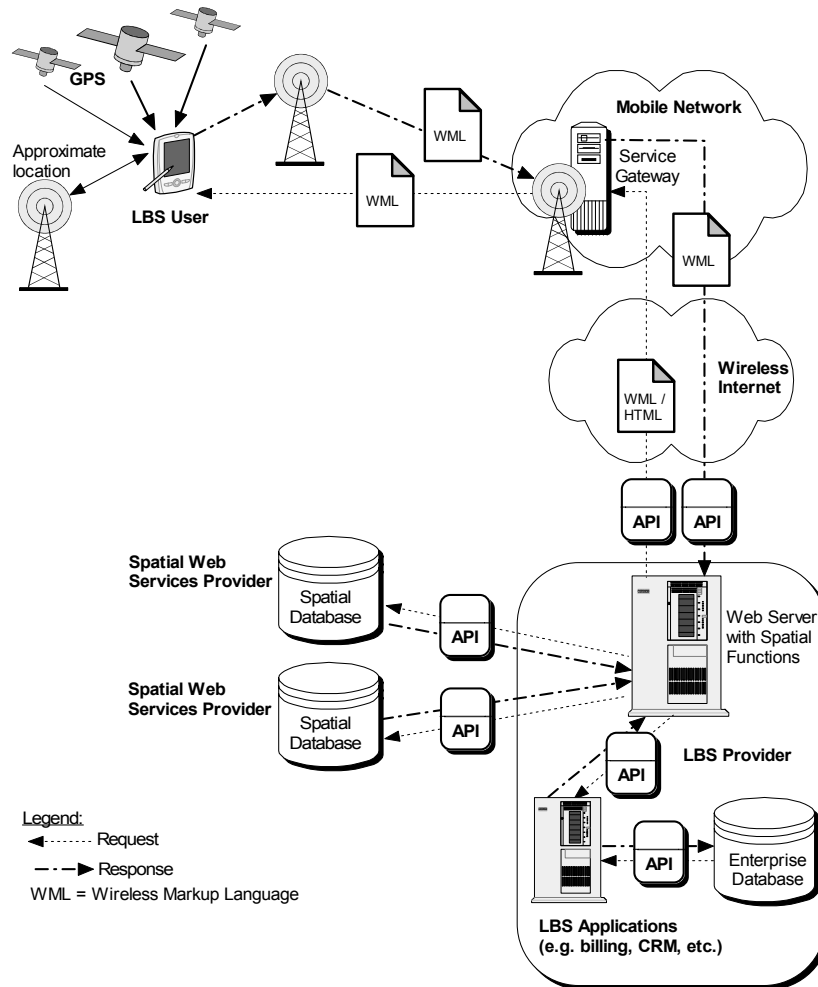 GPS
Approximate
location
LBS User
WML
WML
Mobile Network
Service
Gateway
WML
Wireless
Internet
WML /
HTML
API
API
Spatial Web
Services Provider
Spatial
Database
API
Web Server
with Spatial
Functions
Spatial Web
Services Provider
Spatial
Database
API
LBS Provider
API
Legend:
Request
Response
WML = Wireless Markup Language
API
Enterprise
Database
LBS Applications
(e.g. billing, CRM, etc.)